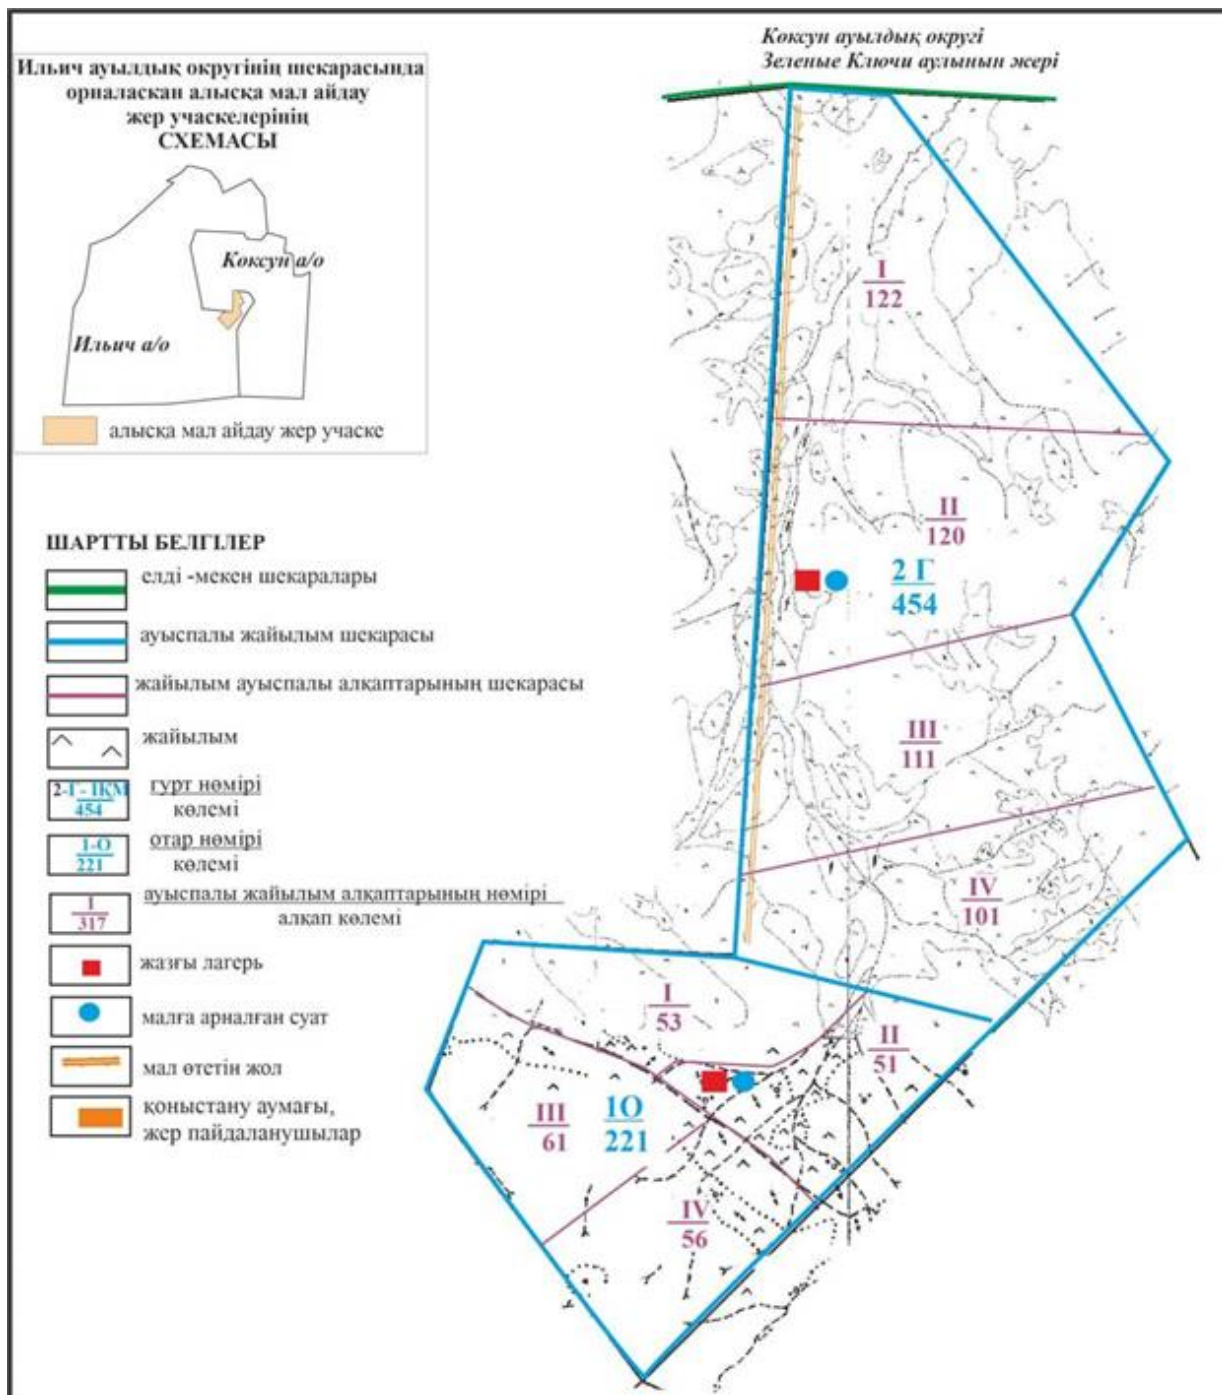 Көксун ауылдық округі
Зеленые Ключи аулынын жері
Ильич ауылдық округінің шекарасында
орналаскан алысқа мал айдау
жер учаскелерінің
СХЕМАСЫ
Көксун а/о
Ильич а/о
алысқа мал айдау жер учаске
I
122
II
120
2 Г
454
III
111
IV
101
I
53
II
51
III
61
1О
221
IV
56
ШАРТТЫ БЕЛГІЛЕР
елді -мекен шекаралары
ауыспалы жайылым шекарасы
жайылым ауыспалы алқаптарының шекарасы
жайылым
2-Г- ІҚМ
454
гурт нөмірі
көлемі
1-О
221
отар нөмірі
көлемі
I
317
ауыспалы жайылым алқаптарының нөмірі
алқап көлемі
жазғы лагерь
малға арналған суат
мал өтетін жол
қоныстану аумағы,
жер пайдаланушылар